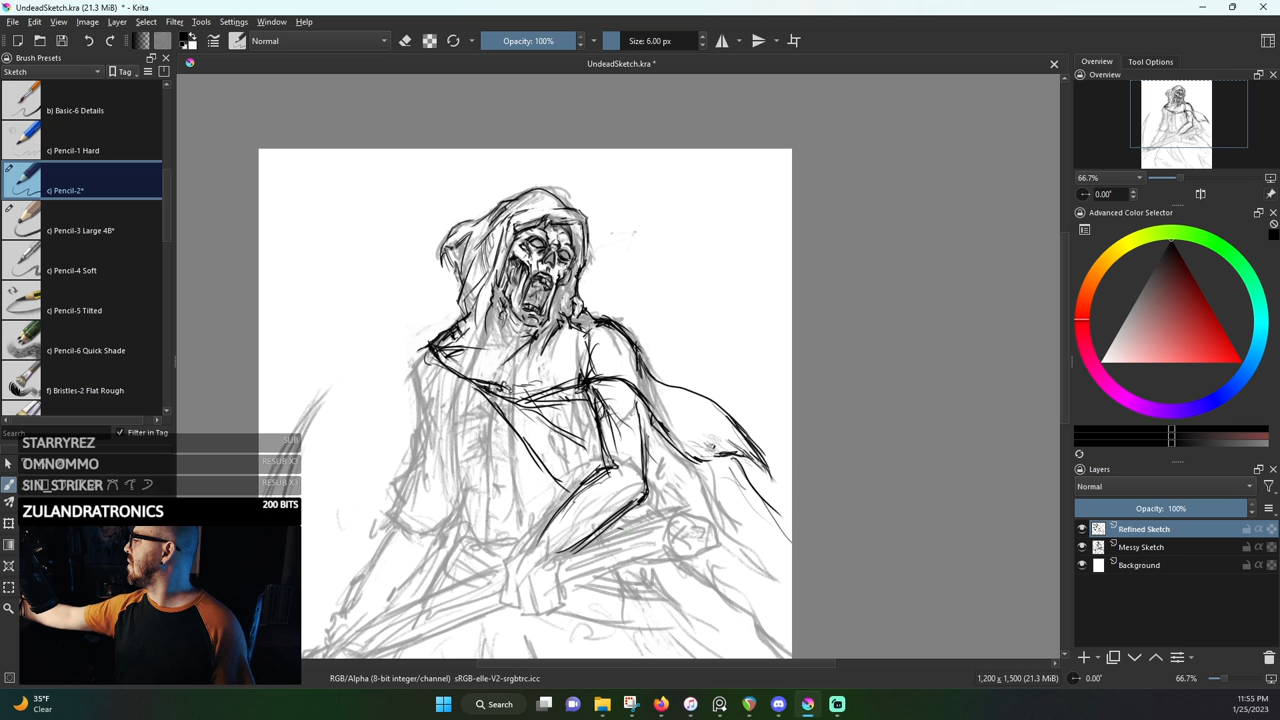 UndeadSketch.kra (21.3 MiB) * - Krita
File Edit View Image Layer Select Filter Tools Settings Window Help
Normal
Opacity: 100%
Size: 6.00 px
Brush Presets
UndeadSketch.kra *
Overview
Tool Options
Sketch
Tag
Overview
b) Basic-6 Details
c) Pencil-1 Hard
c) Pencil-2*
c) Pencil-3 Large 4B*
c) Pencil-4 Soft
c) Pencil-5 Tilted
c) Pencil-6 Quick Shade
f) Bristles-2 Flat Rough
66.7%
0.00°
Advanced Color Selector
Search
Filter in Tag
STARRYREZ
SUB
OMNOMMO
RESUB X3
SIN_STRIKER
RESUB X3
ZULANDRATRONICS
200 BITS
Layers
Normal
Opacity: 100%
Refined Sketch
Messy Sketch
Background
RGB/Alpha (8-bit integer/channel) sRGB-elle-V2-srgbtrc.icc
1,200 x 1,500 (21.3 MiB)
0.00°
66.7%
35°F
Clear
Search
11:55 PM
1/25/2023